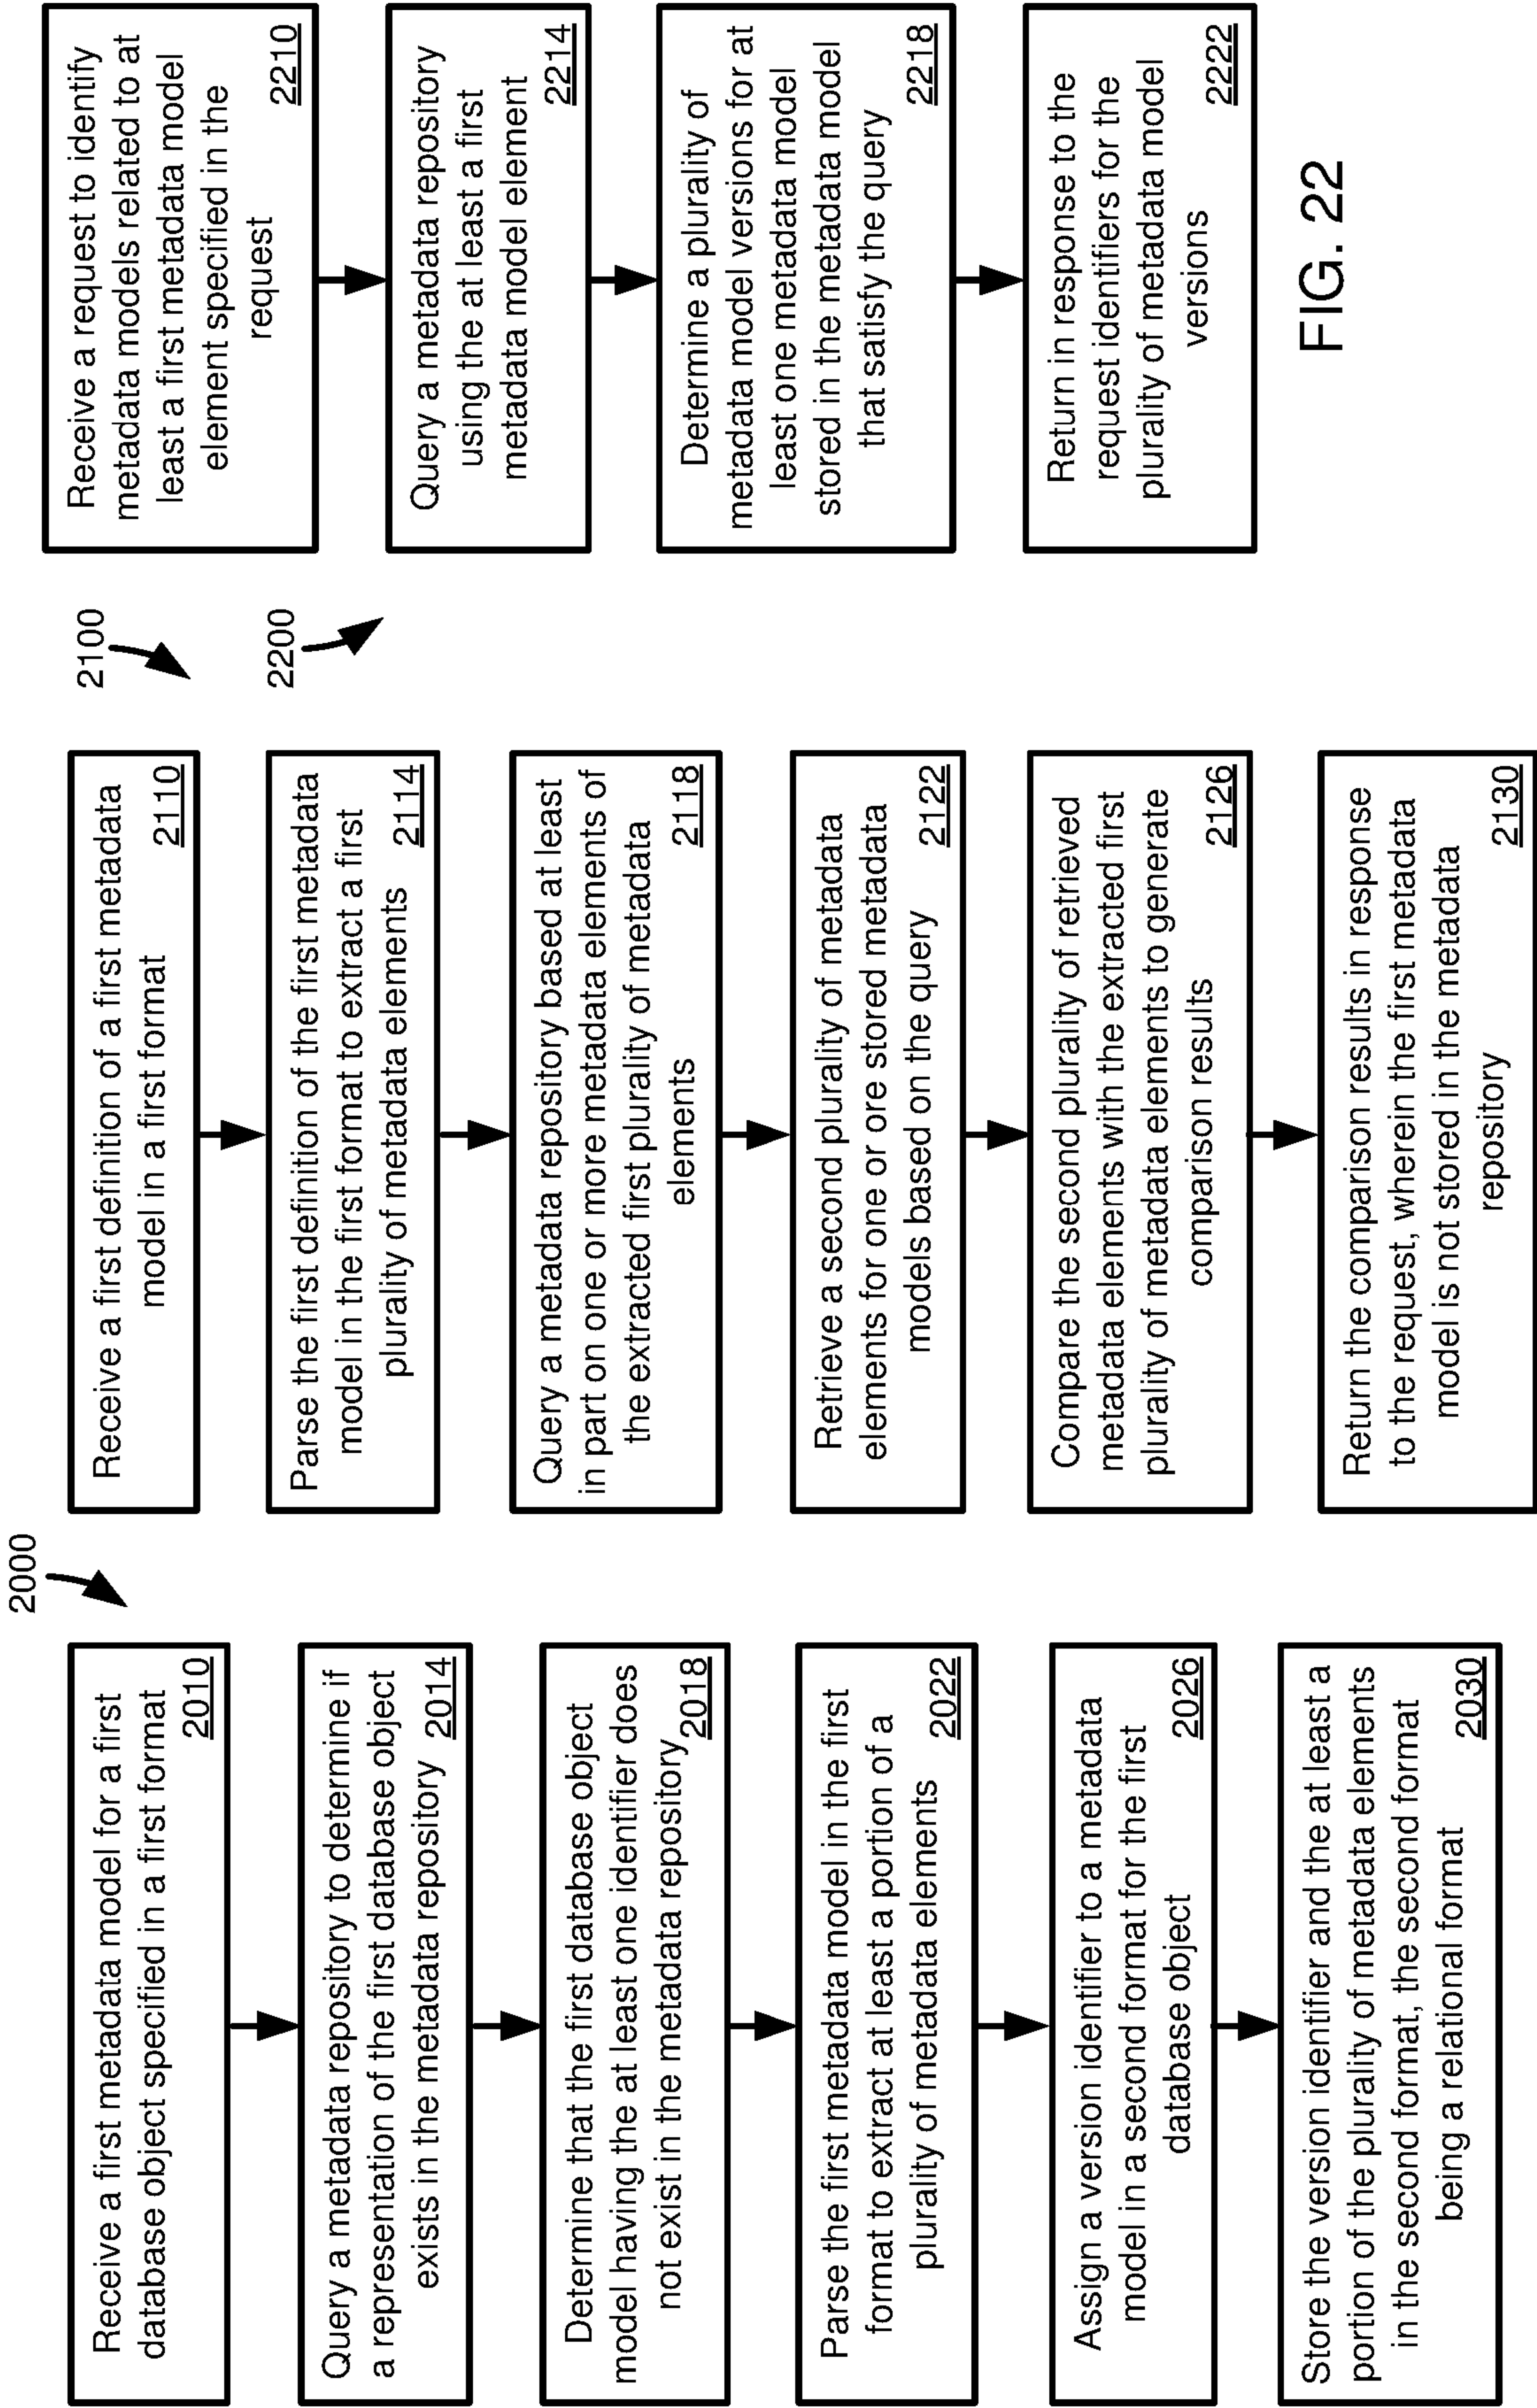 2000
Receive a first metadata model for a first
database object specified in a first format
2010
Query a metadata repository to determine if
a representation of the first database object
exists in the metadata repository 2014
Determine that the first database object
model having the at least one identifier does
not exist in the metadata repository 2018
Parse the first metadata model in the first
format to extract at least a portion of a
plurality of metadata elements
2022
Assign a version identifier to a metadata
model in a second format for the first
database object
2026
Store the version identifier and the at least a
portion of the plurality of metadata elements
in the second format, the second format
being a relational format
2030
2100
Receive a first definition of a first metadata
model in a first format
2110
Parse the first definition of the first metadata
model in the first format to extract a first
plurality of metadata elements
2114
Query a metadata repository based at least
in part on one or more metadata elements of
the extracted first plurality of metadata
elements
2118
Retrieve a second plurality of metadata
elements for one or ore stored metadata
models based on the query
2122
Compare the second plurality of retrieved
metadata elements with the extracted first
plurality of metadata elements to generate
comparison results
2126
Return the comparison results in response
to the request, wherein the first metadata
model is not stored in the metadata
repository
2130
2200
Receive a request to identify
metadata models related to at
least a first metadata model
element specified in the
request
2210
Query a metadata repository
using the at least a first
metadata model element
2214
Determine a plurality of
metadata model versions for at
least one metadata model
stored in the metadata model
that satisfy the query
2218
Return in response to the
request identifiers for the
plurality of metadata model
versions
2222
FIG. 22